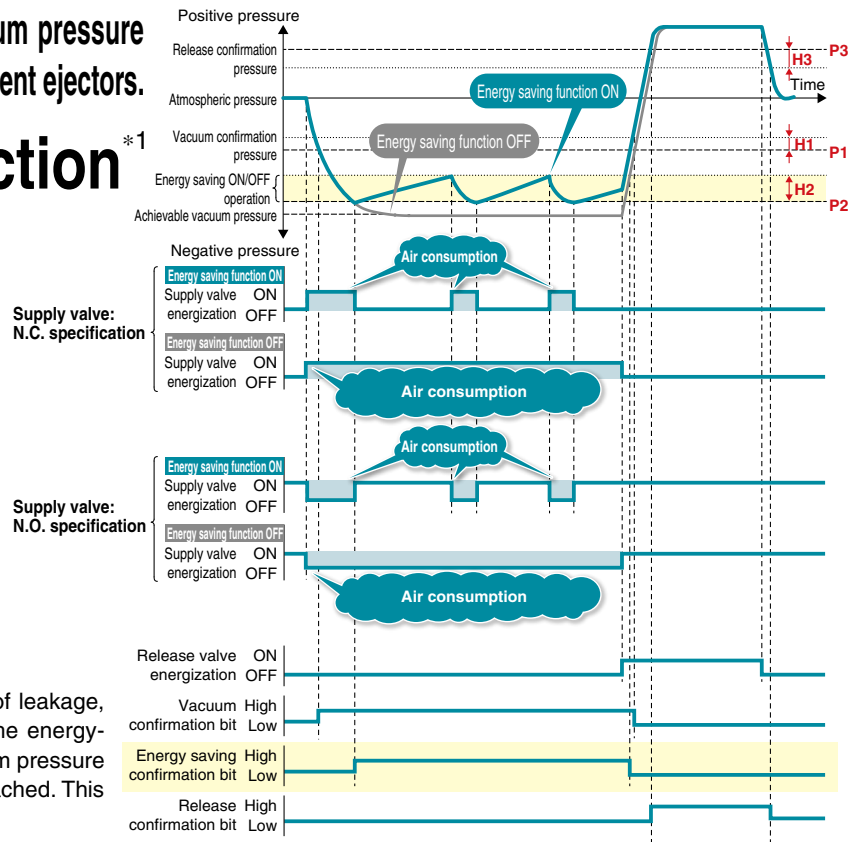 um pressure
ent ejectors.
ction*1
Positive pressure
Release confirmation
pressure
Atmospheric pressure
Vacuum confirmation
pressure
Energy saving ON/OFF
operation
Achievable vacuum pressure
Negative pressure
Energy saving function ON
Energy saving function OFF
Time
P3
H3
H1
P1
H2
P2
Supply valve:
N.C. specification
Energy saving function ON
Supply valve ON
energization OFF
Air consumption
Energy saving function OFF
Supply valve ON
energization OFF
Air consumption
Supply valve:
N.O. specification
Energy saving function ON
Supply valve ON
energization OFF
Air consumption
Energy saving function OFF
Supply valve ON
energization OFF
Air consumption
Release valve ON
energization OFF
Vacuum High
confirmation bit Low
Energy saving High
confirmation bit Low
Release High
confirmation bit Low
of leakage,
he energy-
m pressure
ached. This